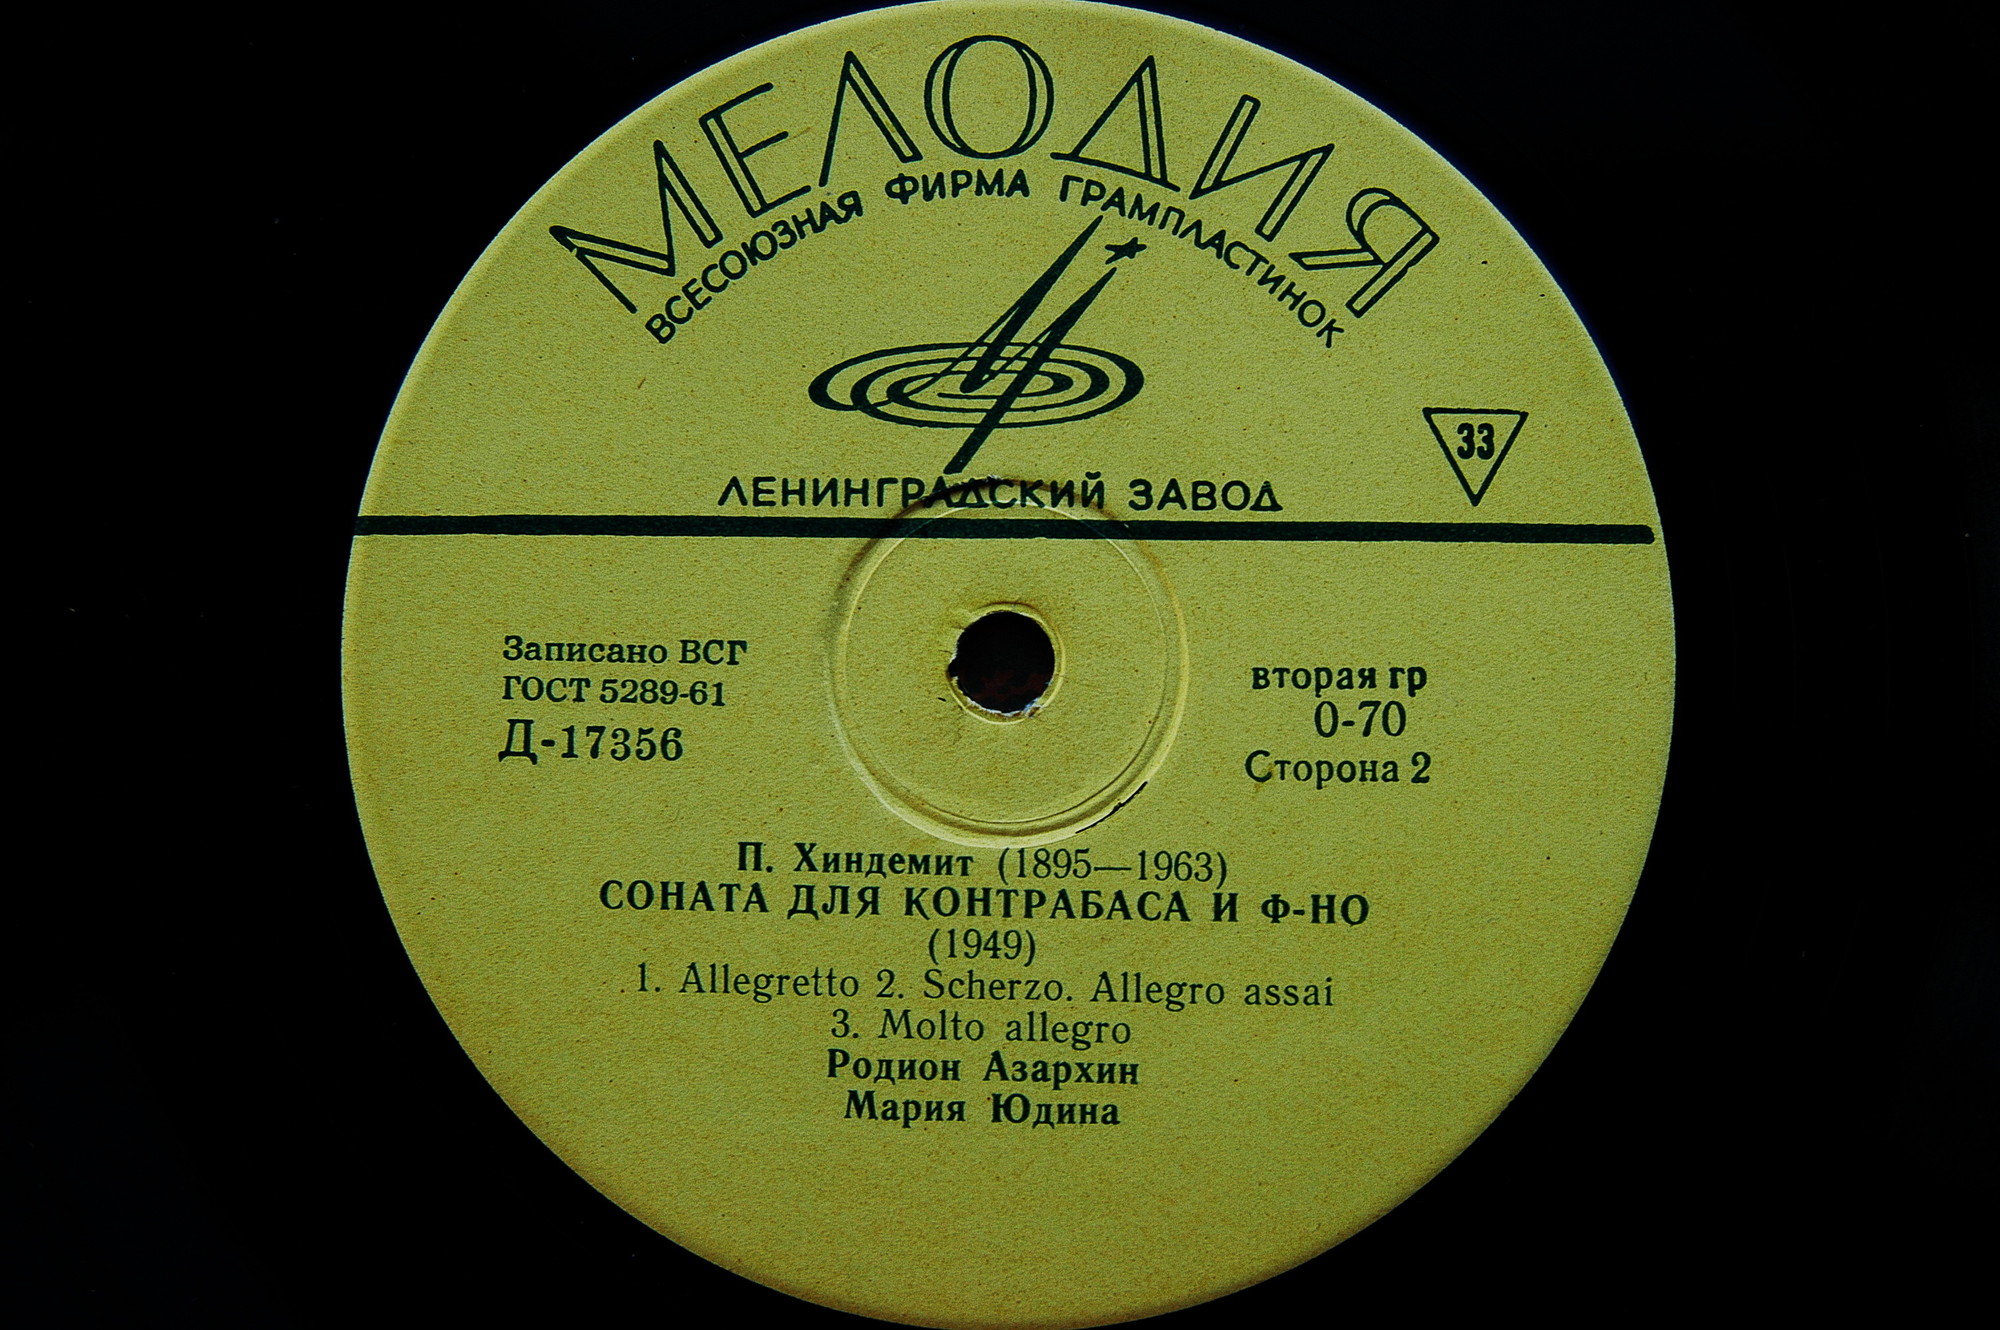 МЕЛОДИЯ
ВСЕСОЮЗНАЯ ФИРМА ГРАМПЛАСТИНОК
33
ЛЕНИНГРАДСКИЙ ЗАВОД
Записано ВСГ
ГОСТ 5289-61
Д-17356
вторая гр
0-70
Сторона 2
П. Хиндемит (1895—1963)
СОНАТА ДЛЯ КОНТРАБАСА И Ф-НО
(1949)
1. Allegretto 2. Scherzo. Allegro assai
3. Molto allegro
Родион Азархин
Мария Юдина